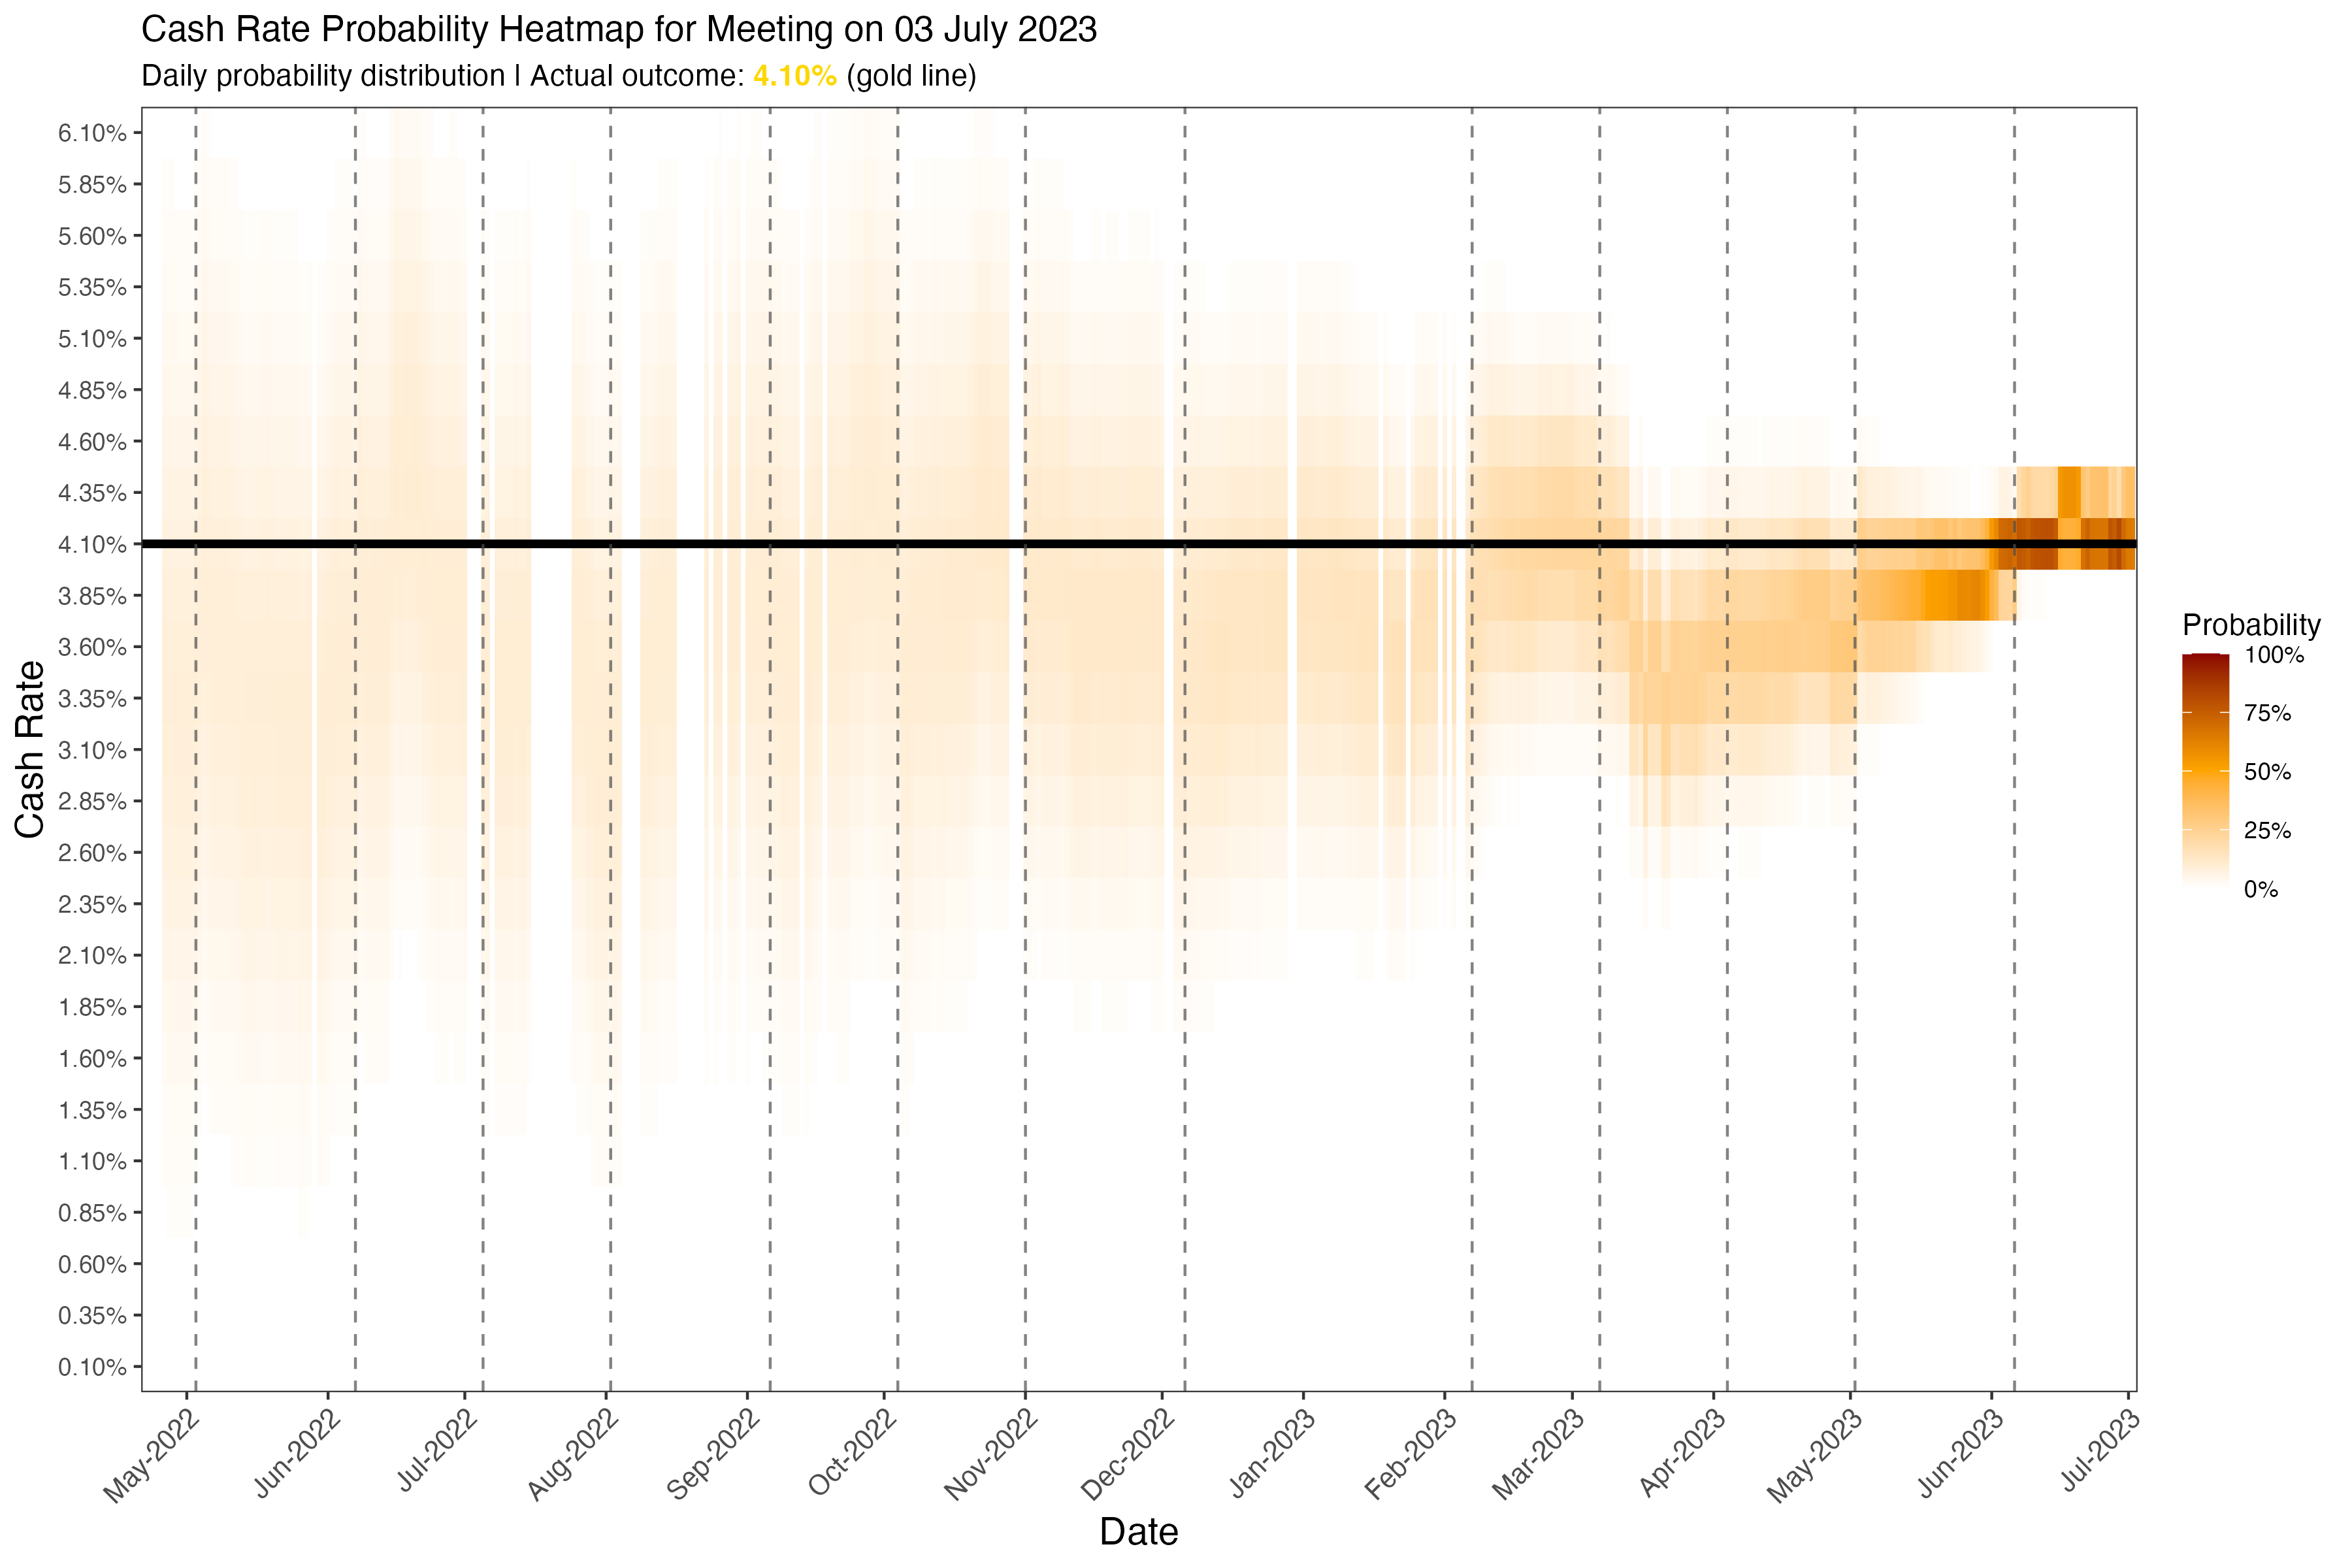 Cash Rate Probability Heatmap for Meeting on 03 July 2023
Daily probability distribution | Actual outcome: 4.10% (gold line)
Cash Rate
6.10%
5.85%
5.60%
5.35%
5.10%
4.85%
4.60%
4.35%
4.10%
3.85%
3.60%
3.35%
3.10%
2.85%
2.60%
2.35%
2.10%
1.85%
1.60%
1.35%
1.10%
0.85%
0.60%
0.35%
0.10%
May-2022
Jun-2022
Jul-2022
Aug-2022
Sep-2022
Oct-2022
Nov-2022
Dec-2022
Jan-2023
Feb-2023
Mar-2023
Apr-2023
May-2023
Jun-2023
Jul-2023
Date
Probability
100%
75%
50%
25%
0%